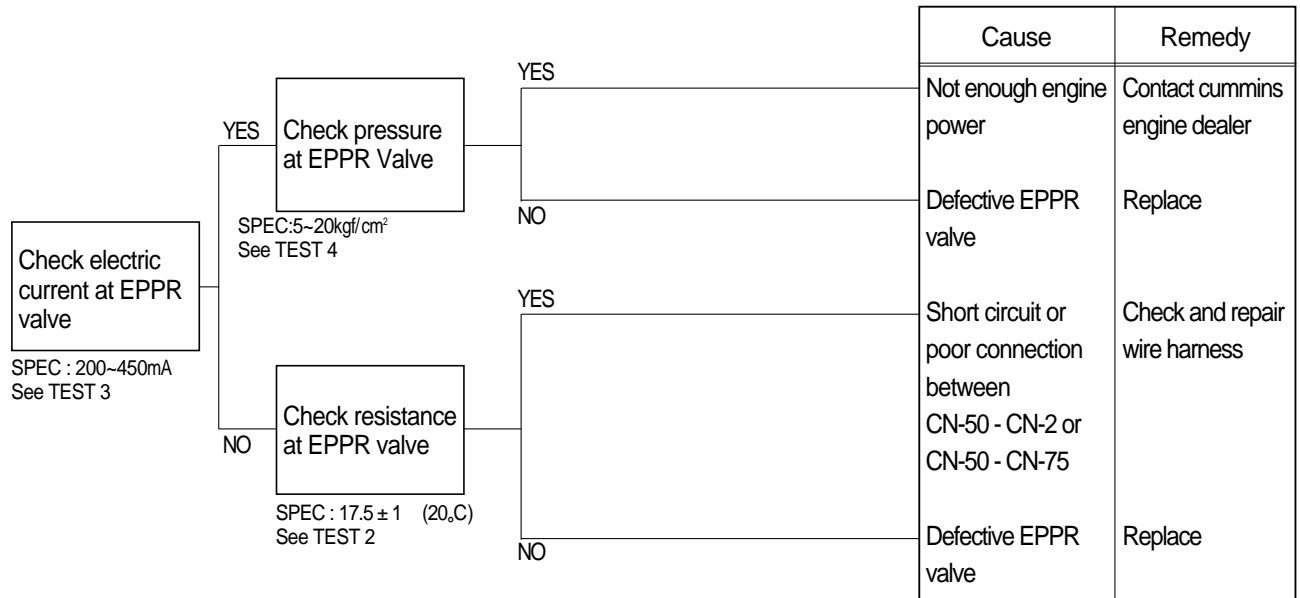 Cause
Remedy
YES
Not enough engine
power
Contact cummins
engine dealer
YES
Check pressure
at EPPR Valve
NO
Defective EPPR
valve
Replace
SPEC:5~20kgf/cm²
See TEST 4
Check electric
current at EPPR
valve
SPEC : 200~450mA
See TEST 3
YES
Short circuit or
poor connection
between
CN-50 - CN-2 or
CN-50 - CN-75
Check and repair
wire harness
NO
Check resistance
at EPPR valve
SPEC : 17.5 ± 1 (20°C)
See TEST 2
NO
Defective EPPR
valve
Replace